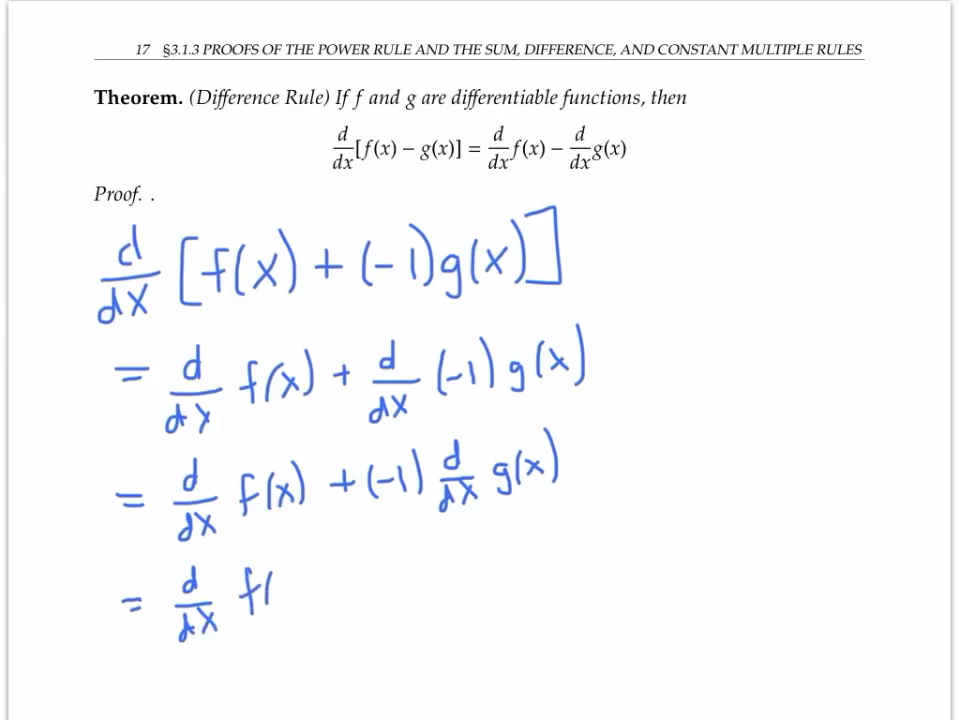 17 §3.1.3 PROOFS OF THE POWER RULE AND THE SUM, DIFFERENCE, AND CONSTANT MULTIPLE RULES
Theorem. (Difference Rule) If f and g are differentiable functions, then
d/dx [f(x) − g(x)] = d/dx f(x) − d/dx g(x)
Proof. .
d/dx [f(x) + (-1)g(x)]
= d/dx f(x) + d/dx (-1) g(x)
= d/dx f(x) + (-1) d/dx g(x)
= d/dx f(